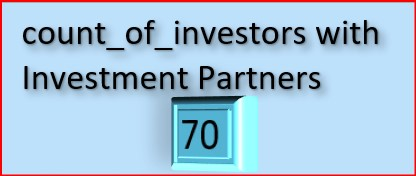 count_of_investors with
Investment Partners
70